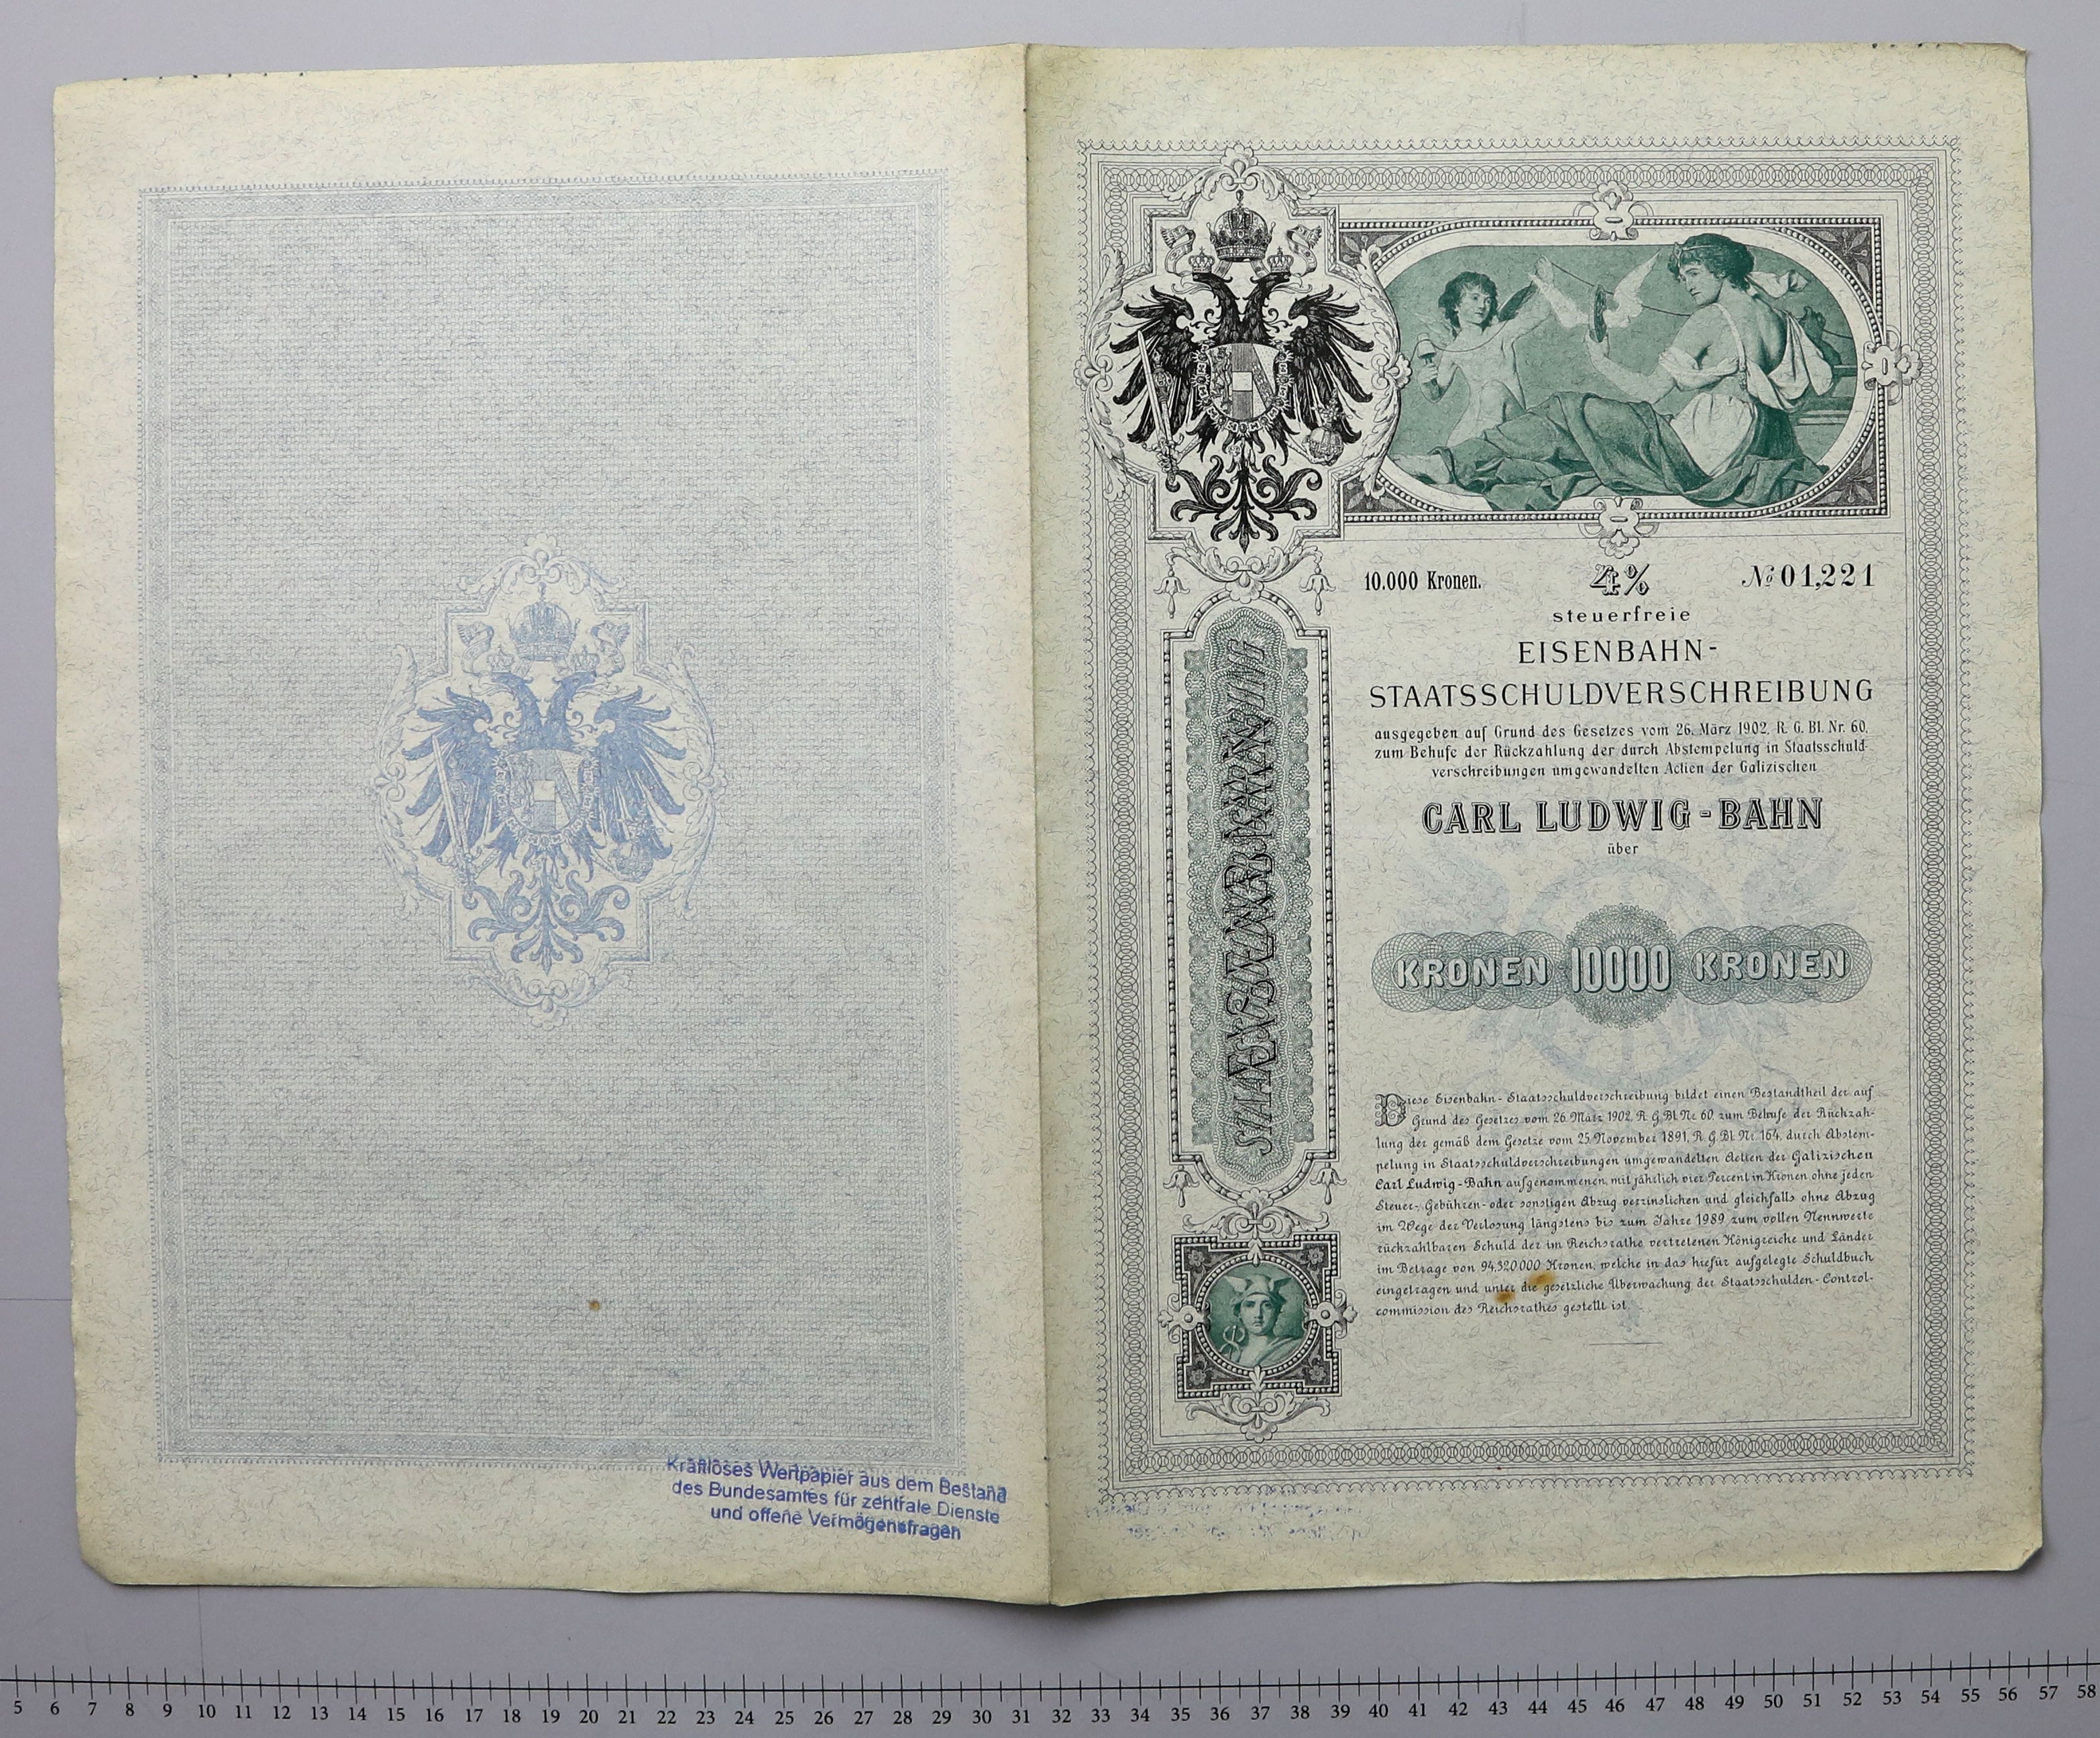 Kraftloses Wertpapier aus dem Bestand
des Bundesamtes für zentrale Dienste
und offene Vermögensfragen
10.000 Kronen.
4%
№ 01,221
steuerfreie
EISENBAHN-
STAATSSCHULDVERSCHREIBUNG
ausgegeben auf Grund des Gesetzes vom 26. März 1902, R. G. Bl. Nr. 60,
zum Behufe der Rückzahlung der durch Abstempelung in Staatsschuld-
verschreibungen umgewandelten Actien der Galizischen
CARL LUDWIG-BAHN
über
KRONEN 10000 KRONEN
Diese Eisenbahn-Staatsschuldverschreibung bildet einen Bestandtheil der auf
Grund des Gesetzes vom 26. März 1902, R. G. Bl. Nr. 60 zum Behufe der Rückzah-
lung der gemäß dem Gesetze vom 25. November 1891, R. G. Bl. Nr. 164, durch Abstem-
pelung in Staatsschuldverschreibungen umgewandelten Actien der Galizischen
Carl Ludwig-Bahn aufgenommenen, mit jährlich vier Percent in Kronen ohne jeden
Steuer-, Gebühren- oder sonstigen Abzug verzinslichen und gleichfalls ohne Abzug
im Wege der Verlosung längstens bis zum Jahre 1989 zum vollen Nennwerte
rückzahlbaren Schuld der im Reichsrathe vertretenen Königreiche und Länder
im Betrage von 94,320.000 Kronen, welche in das hiefür aufgelegte Schuldbuch
eingetragen und unter die gesetzliche Überwachung der Staatsschulden-Control-
commission des Reichsrathes gestellt ist.
5 6 7 8 9 10 11 12 13 14 15 16 17 18 19 20 21 22 23 24 25 26 27 28 29 30 31 32 33 34 35 36 37 38 39 40 41 42 43 44 45 46 47 48 49 50 51 52 53 54 55 56 57 58